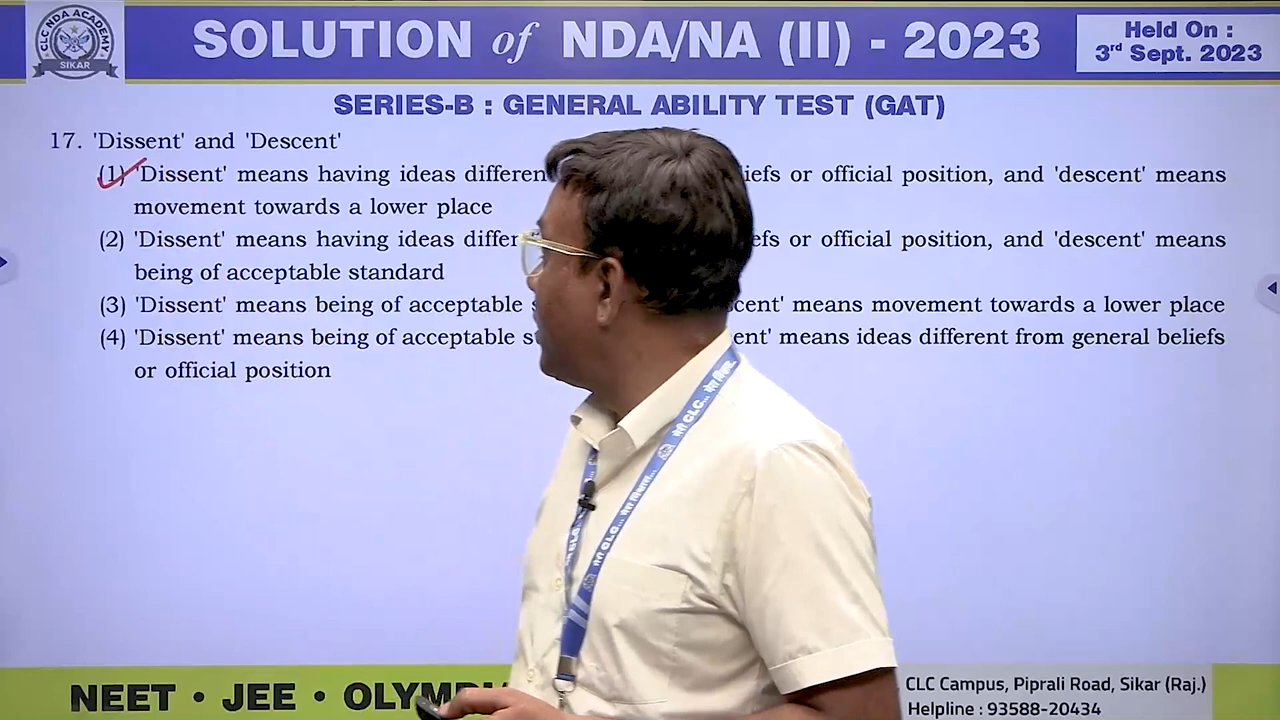 CLC NDA ACADEMY
SIKAR
SOLUTION of NDA/NA (II) - 2023
Held On :
3rd Sept. 2023
SERIES-B : GENERAL ABILITY TEST (GAT)
17. 'Dissent' and 'Descent'
(1) 'Dissent' means having ideas differen iefs or official position, and 'descent' means
movement towards a lower place
(2) 'Dissent' means having ideas differ efs or official position, and 'descent' means
being of acceptable standard
(3) 'Dissent' means being of acceptable cent' means movement towards a lower place
(4) 'Dissent' means being of acceptable st ent' means ideas different from general beliefs
or official position
CLC...
CLC...
CLC...
NEET • JEE • OLYMP
CLC Campus, Piprali Road, Sikar (Raj.)
Helpline : 93588-20434